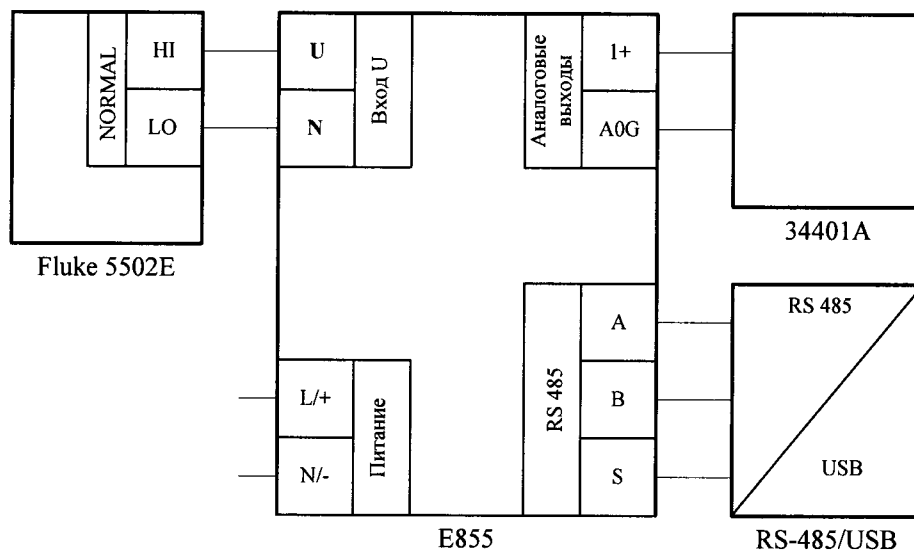 NORMAL
HI
LO
Fluke 5502E
U
N
Вход U
L/+
N/-
Питание
Аналоговые
выходы
1+
A0G
RS 485
A
B
S
E855
34401A
RS 485
USB
RS-485/USB